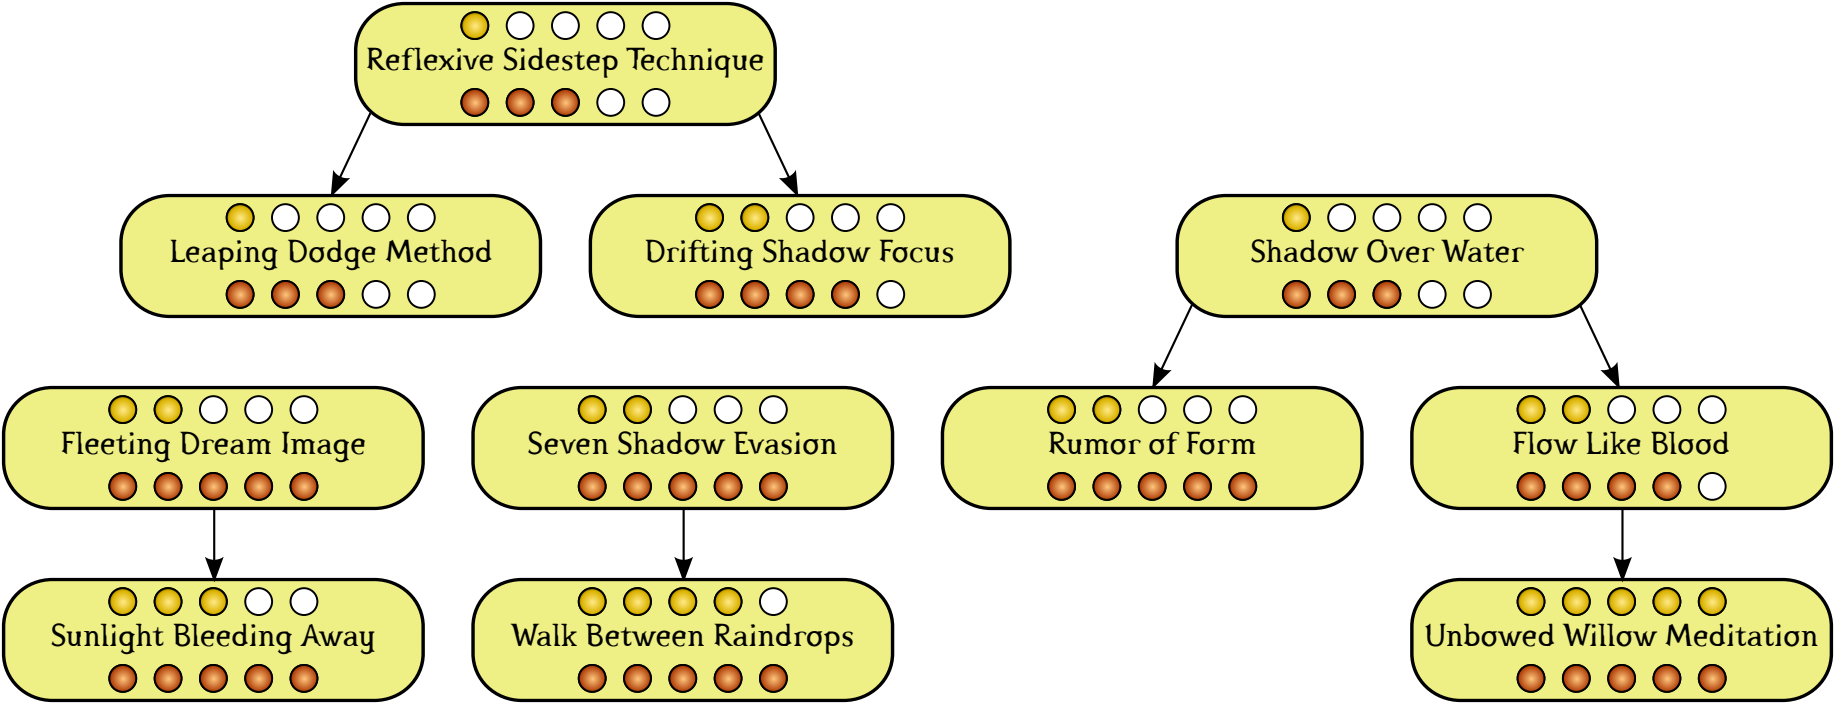 Reflexive Sidestep Technique
Leaping Dodge Method
Drifting Shadow Focus
Shadow Over Water
Fleeting Dream Image
Seven Shadow Evasion
Rumor of Form
Flow Like Blood
Sunlight Bleeding Away
Walk Between Raindrops
Unbowed Willow Meditation